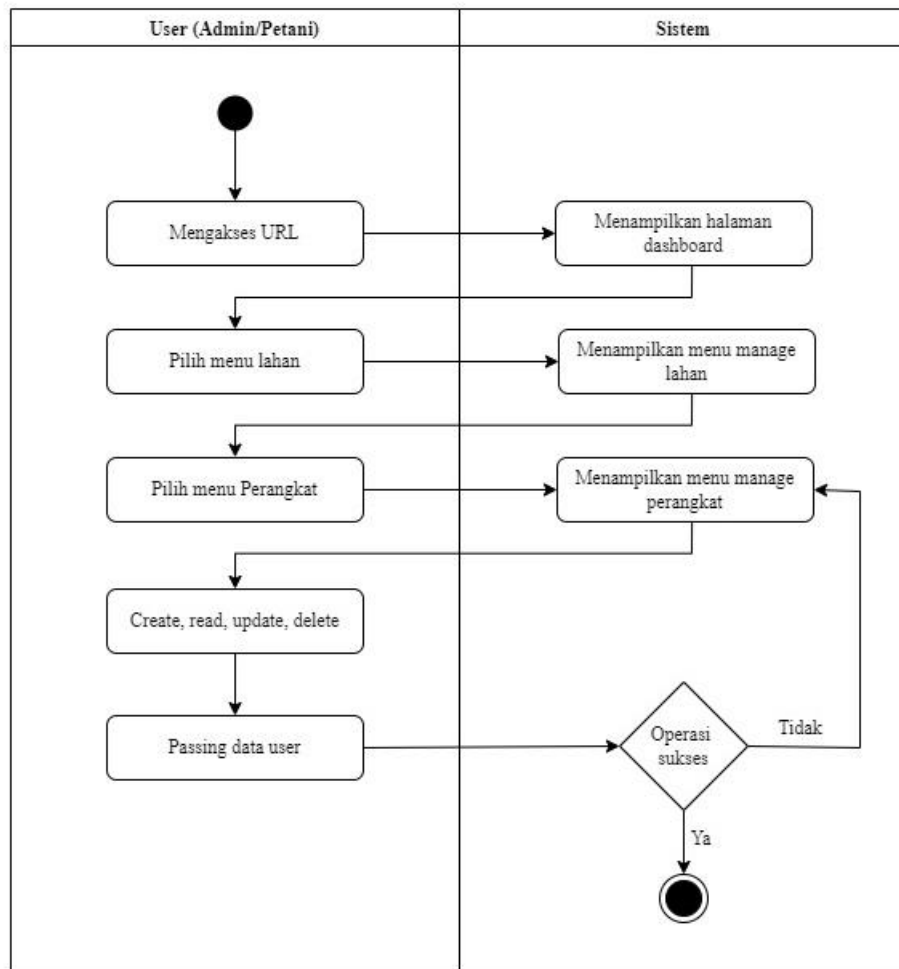 User (Admin/Petani)
Sistem
Mengakses URL
Menampilkan halaman
dashboard
Pilih menu lahan
Menampilkan menu manage
lahan
Pilih menu Perangkat
Menampilkan menu manage
perangkat
Create, read, update, delete
Passing data user
Operasi
sukses
Tidak
Ya